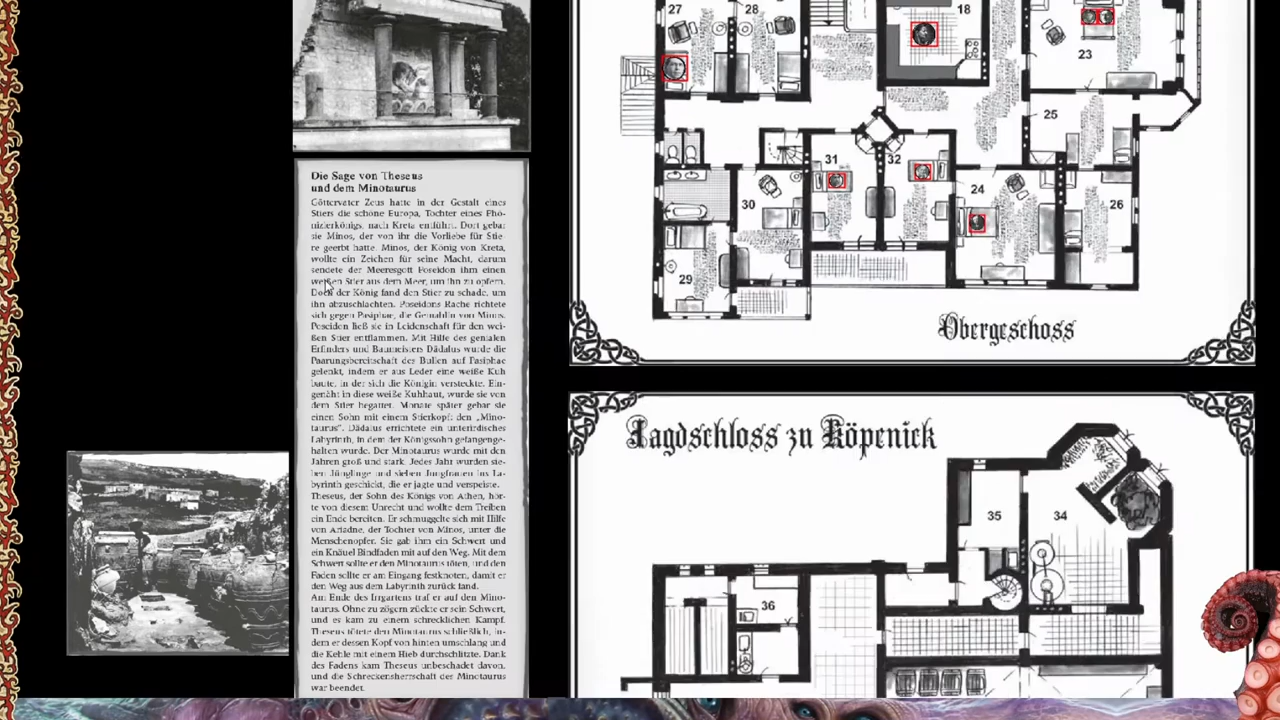 Die Sage von Theseus
und dem Minotaurus
Göttervater Zeus hatte in der Gestalt eines
Stiers die schöne Europa, Tochter eines Phö-
nizierkönigs, nach Kreta entführt. Dort gebar
sie Minos, der von ihr die Vorliebe für Stie-
re geerbt hatte. Minos, der König von Kreta,
wollte ein Zeichen für seine Macht, darum
sendete der Meeresgott Poseidon ihm einen
weißen Stier aus dem Meer, um ihn zu opfern.
Doch der König fand den Stier zu schade, um
ihn abzuschlachten. Poseidons Rache richtete
sich gegen Pasiphae, die Gemahlin von Minos.
Poseidon ließ sie in Leidenschaft für den wei-
ßen Stier entflammen. Mit Hilfe des genialen
Erfinders und Baumeisters Dädalus wurde die
Paarungsbereitschaft des Bullen auf Pasiphae
gelenkt, indem er aus Leder eine weiße Kuh
baute, in der sich die Königin versteckte. Ein-
genäht in diese weiße Kuhhaut, wurde sie von
dem Stier begattet. Monate später gebar sie
einen Sohn mit einem Stierkopf: den „Mino-
taurus“. Dädalus errichtete ein unterirdisches
Labyrinth, in dem der Königssohn gefangenge-
halten wurde. Der Minotaurus wurde mit den
Jahren groß und stark. Jedes Jahr wurden sie-
ben Jünglinge und sieben Jungfrauen ins La-
byrinth geschickt, die er jagte und verspeiste.
Theseus, der Sohn des Königs von Athen, hör-
te von diesem Unrecht und wollte dem Treiben
ein Ende bereiten. Er schmuggelte sich mit Hilfe
von Ariadne, der Tochter von Minos, unter die
Menschenopfer. Sie gab ihm ein Schwert und
ein Knäuel Bindfaden mit auf den Weg. Mit dem
Schwert sollte er den Minotaurus töten, und den
Faden sollte er am Eingang festknoten, damit er
den Weg aus dem Labyrinth zurück fand.
Am Ende des Irrgartens traf er auf den Mino-
taurus. Ohne zu zögern zückte er sein Schwert,
und es kam zu einem schrecklichen Kampf.
Theseus tötete den Minotaurus schließlich, in-
dem er dessen Kopf von hinten umschlang und
die Kehle mit einem Hieb durchschlitzte. Dank
des Fadens kam Theseus unbeschadet davon,
und die Schreckensherrschaft des Minotaurus
war beendet.
27
28
18
23
25
31
32
24
26
30
29
Obergeschoss
Jagdschloss zu Köpenick
35
34
36